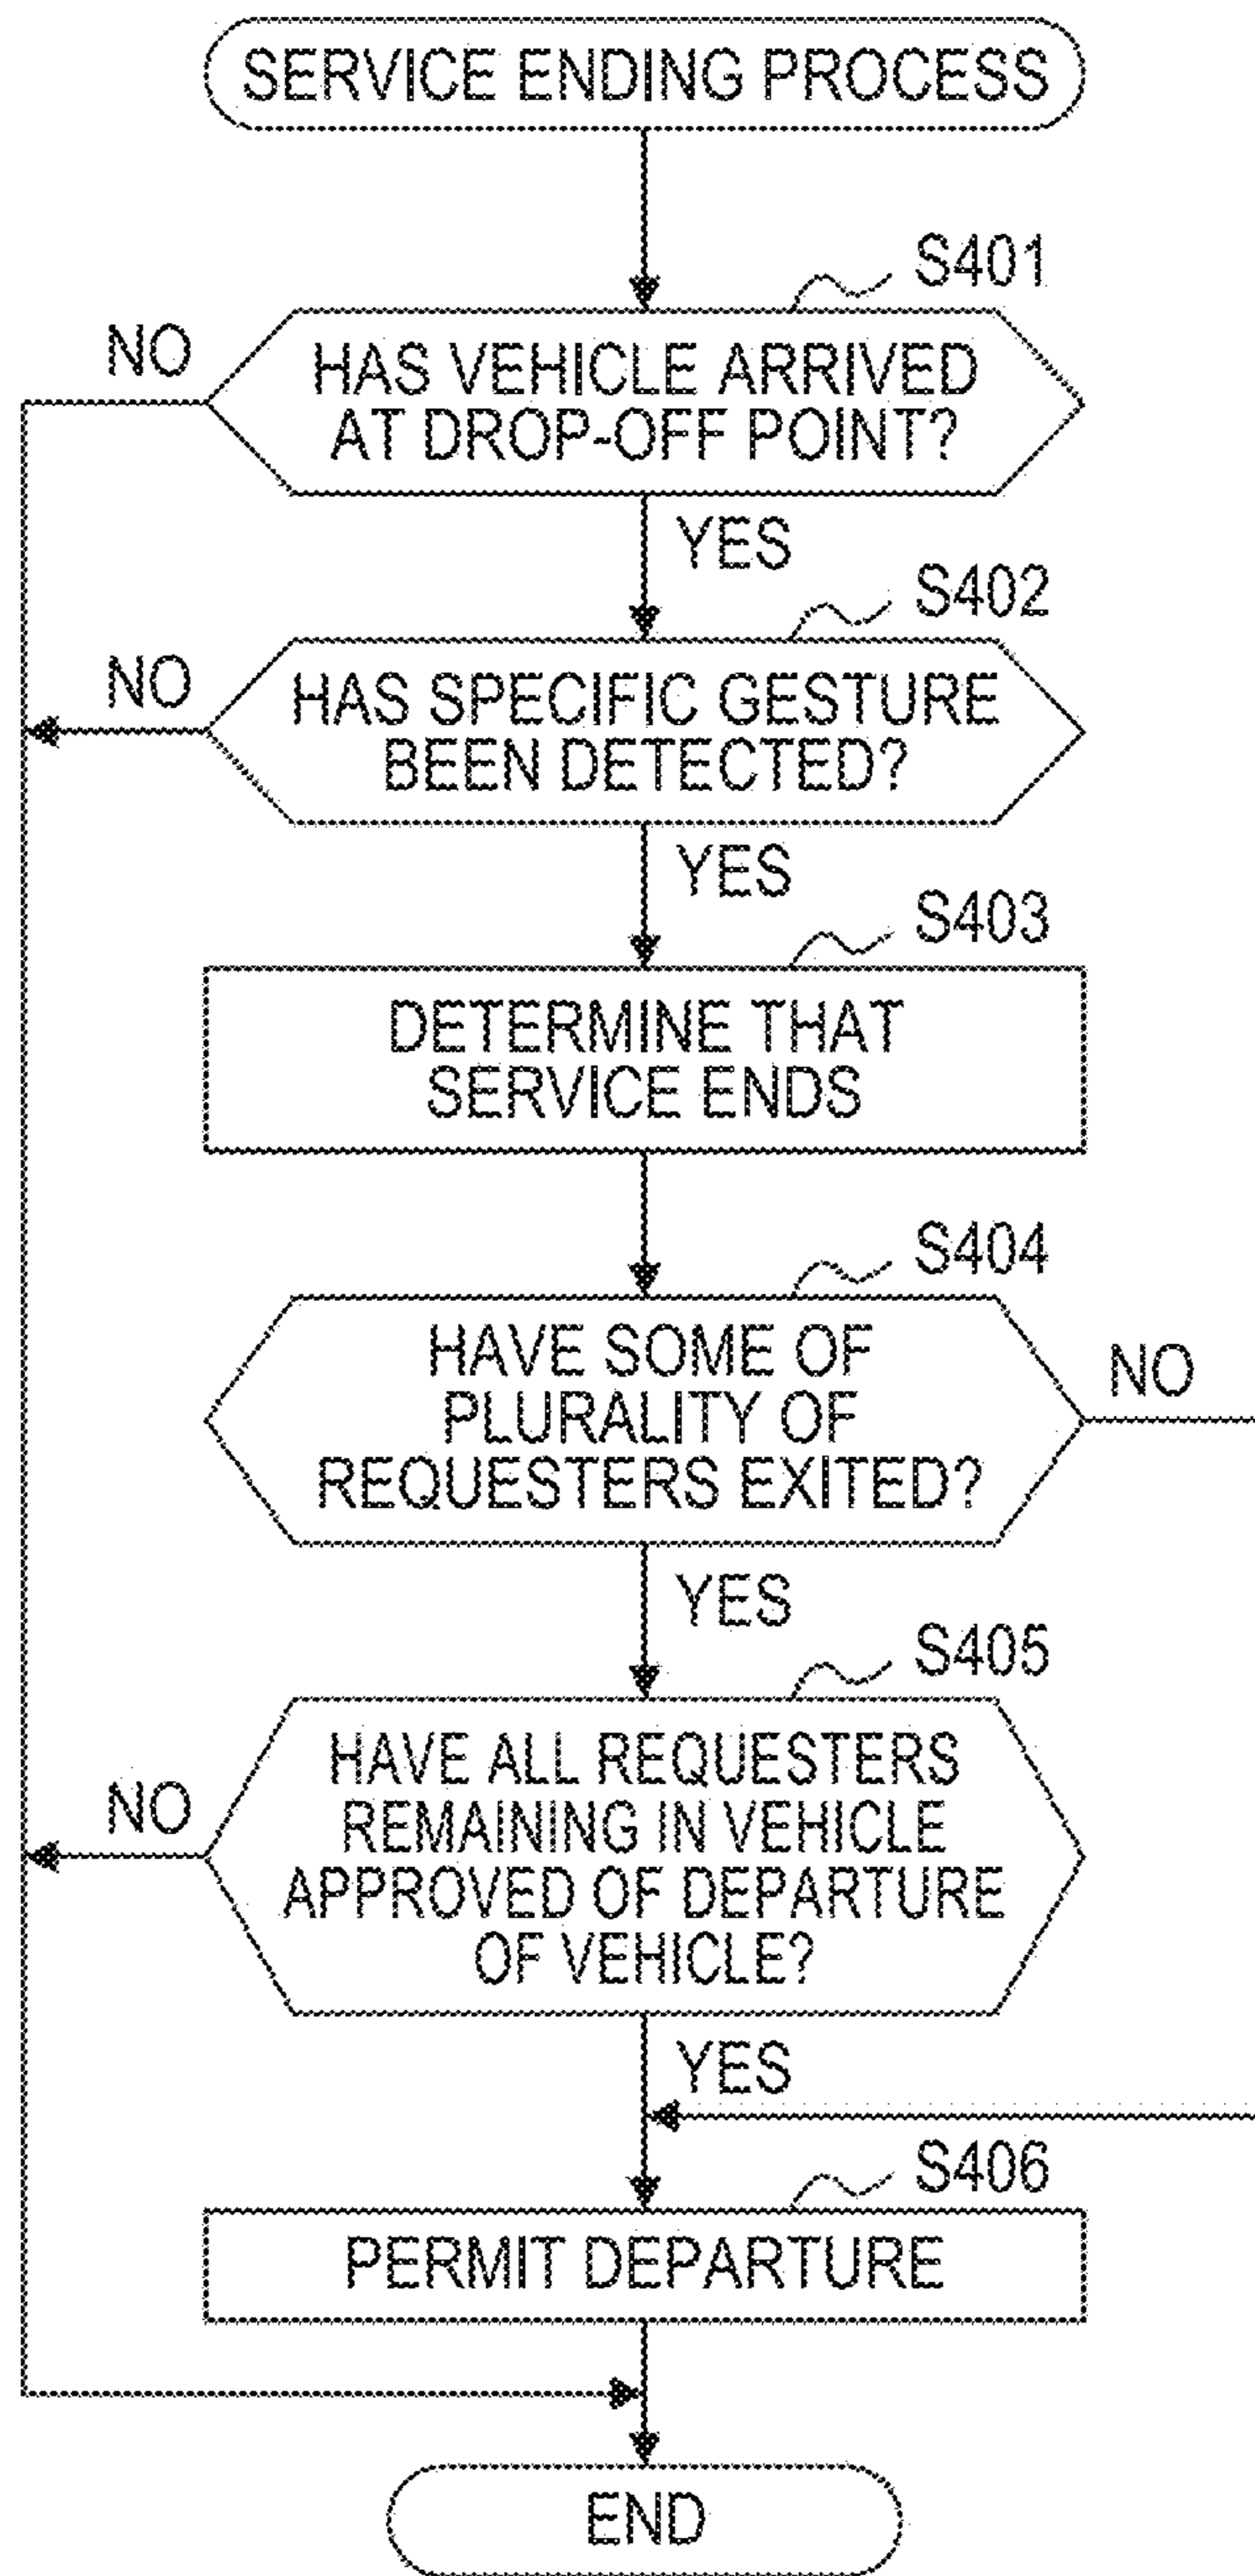 SERVICE ENDING PROCESS
S401
NO
HAS VEHICLE ARRIVED
AT DROP-OFF POINT?
YES
S402
NO
HAS SPECIFIC GESTURE
BEEN DETECTED?
YES
S403
DETERMINE THAT
SERVICE ENDS
S404
HAVE SOME OF
PLURALITY OF
REQUESTERS EXITED?
NO
YES
S405
NO
HAVE ALL REQUESTERS
REMAINING IN VEHICLE
APPROVED OF DEPARTURE
OF VEHICLE?
YES
S406
PERMIT DEPARTURE
END